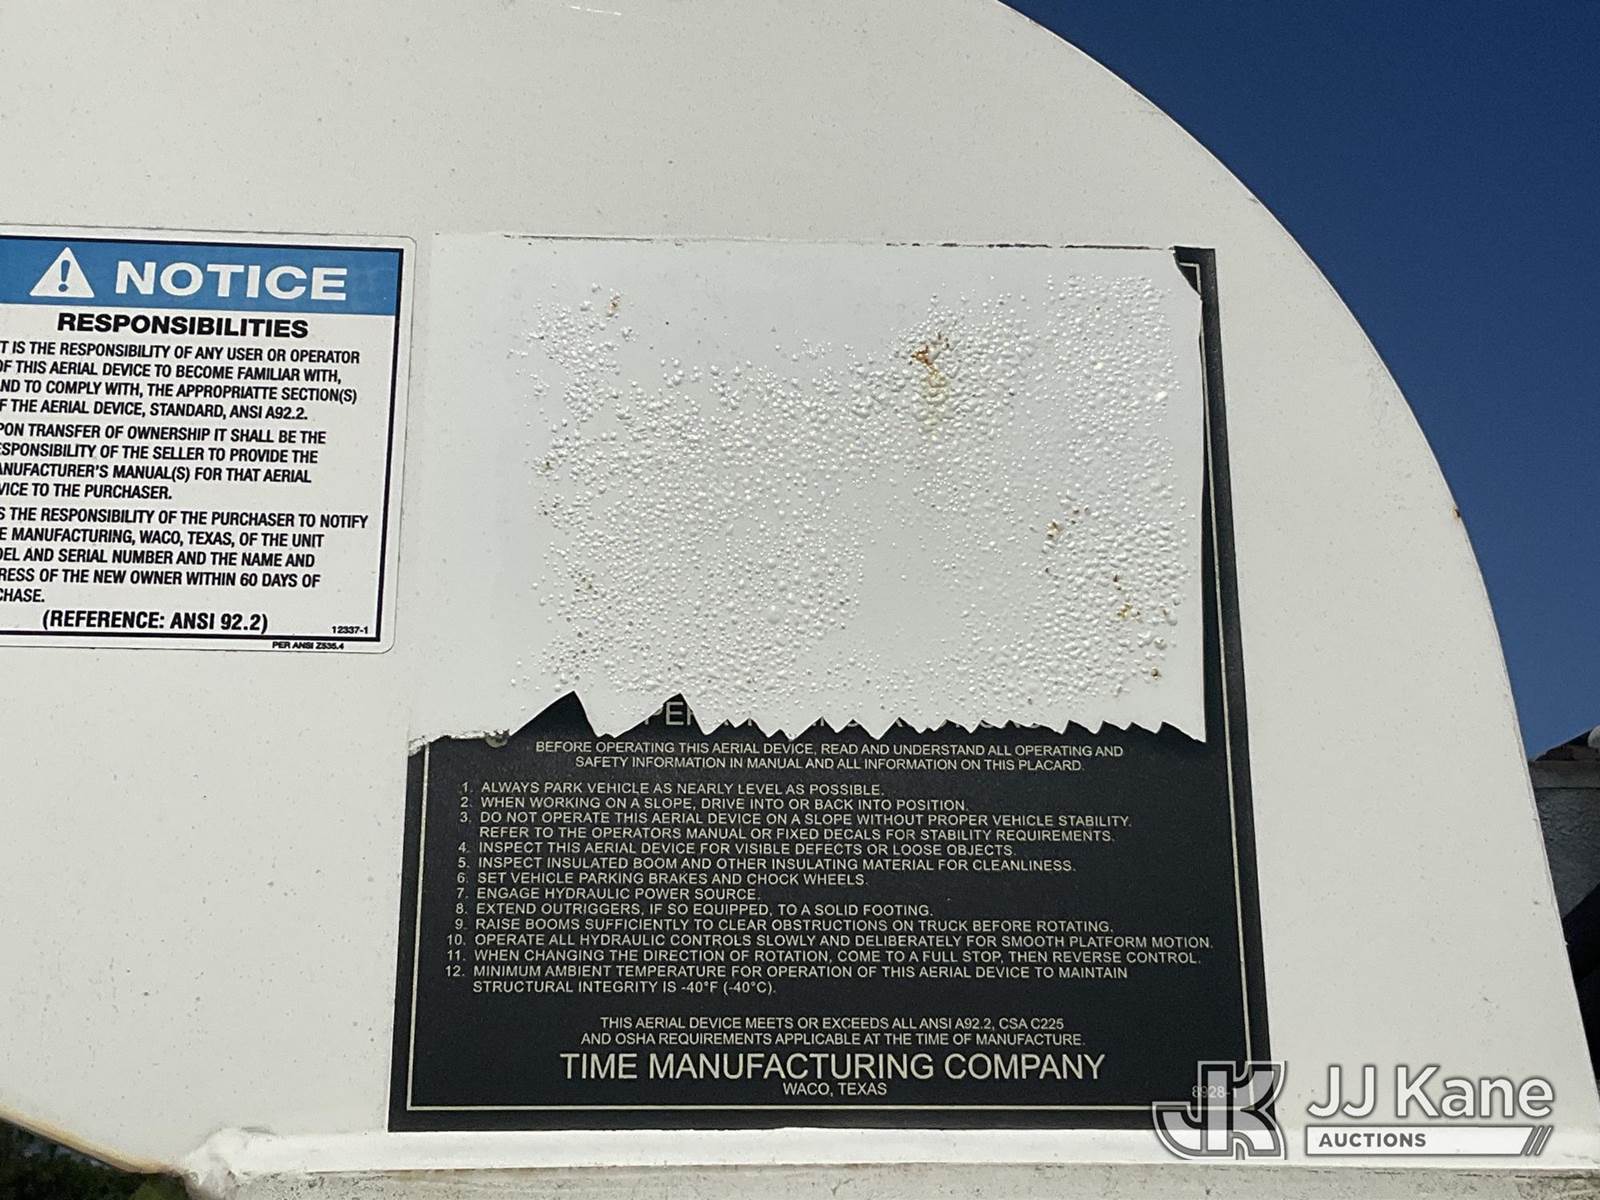 NOTICE
RESPONSIBILITIES
T IS THE RESPONSIBILITY OF ANY USER OR OPERATOR
OF THIS AERIAL DEVICE TO BECOME FAMILIAR WITH,
ND TO COMPLY WITH, THE APPROPRIATTE SECTION(S)
F THE AERIAL DEVICE, STANDARD, ANSI A92.2.
PON TRANSFER OF OWNERSHIP IT SHALL BE THE
ESPONSIBILITY OF THE SELLER TO PROVIDE THE
ANUFACTURER'S MANUAL(S) FOR THAT AERIAL
VICE TO THE PURCHASER.
S THE RESPONSIBILITY OF THE PURCHASER TO NOTIFY
E MANUFACTURING, WACO, TEXAS, OF THE UNIT
DEL AND SERIAL NUMBER AND THE NAME AND
RESS OF THE NEW OWNER WITHIN 60 DAYS OF
CHASE.
(REFERENCE: ANSI 92.2)
12337-1
PER ANSI Z535.4
BEFORE OPERATING THIS AERIAL DEVICE, READ AND UNDERSTAND ALL OPERATING AND
SAFETY INFORMATION IN MANUAL AND ALL INFORMATION ON THIS PLACARD.
1. ALWAYS PARK VEHICLE AS NEARLY LEVEL AS POSSIBLE.
2. WHEN WORKING ON A SLOPE, DRIVE INTO OR BACK INTO POSITION.
3. DO NOT OPERATE THIS AERIAL DEVICE ON A SLOPE WITHOUT PROPER VEHICLE STABILITY.
REFER TO THE OPERATORS MANUAL OR FIXED DECALS FOR STABILITY REQUIREMENTS.
4. INSPECT THIS AERIAL DEVICE FOR VISIBLE DEFECTS OR LOOSE OBJECTS.
5. INSPECT INSULATED BOOM AND OTHER INSULATING MATERIAL FOR CLEANLINESS.
6. SET VEHICLE PARKING BRAKES AND CHOCK WHEELS.
7. ENGAGE HYDRAULIC POWER SOURCE.
8. EXTEND OUTRIGGERS, IF SO EQUIPPED, TO A SOLID FOOTING.
9. RAISE BOOMS SUFFICIENTLY TO CLEAR OBSTRUCTIONS ON TRUCK BEFORE ROTATING.
10. OPERATE ALL HYDRAULIC CONTROLS SLOWLY AND DELIBERATELY FOR SMOOTH PLATFORM MOTION.
11. WHEN CHANGING THE DIRECTION OF ROTATION, COME TO A FULL STOP, THEN REVERSE CONTROL.
12. MINIMUM AMBIENT TEMPERATURE FOR OPERATION OF THIS AERIAL DEVICE TO MAINTAIN
STRUCTURAL INTEGRITY IS -40°F (-40°C).
THIS AERIAL DEVICE MEETS OR EXCEEDS ALL ANSI A92.2, CSA C225
AND OSHA REQUIREMENTS APPLICABLE AT THE TIME OF MANUFACTURE.
TIME MANUFACTURING COMPANY
WACO, TEXAS
8928-1
JK JJ Kane
AUCTIONS